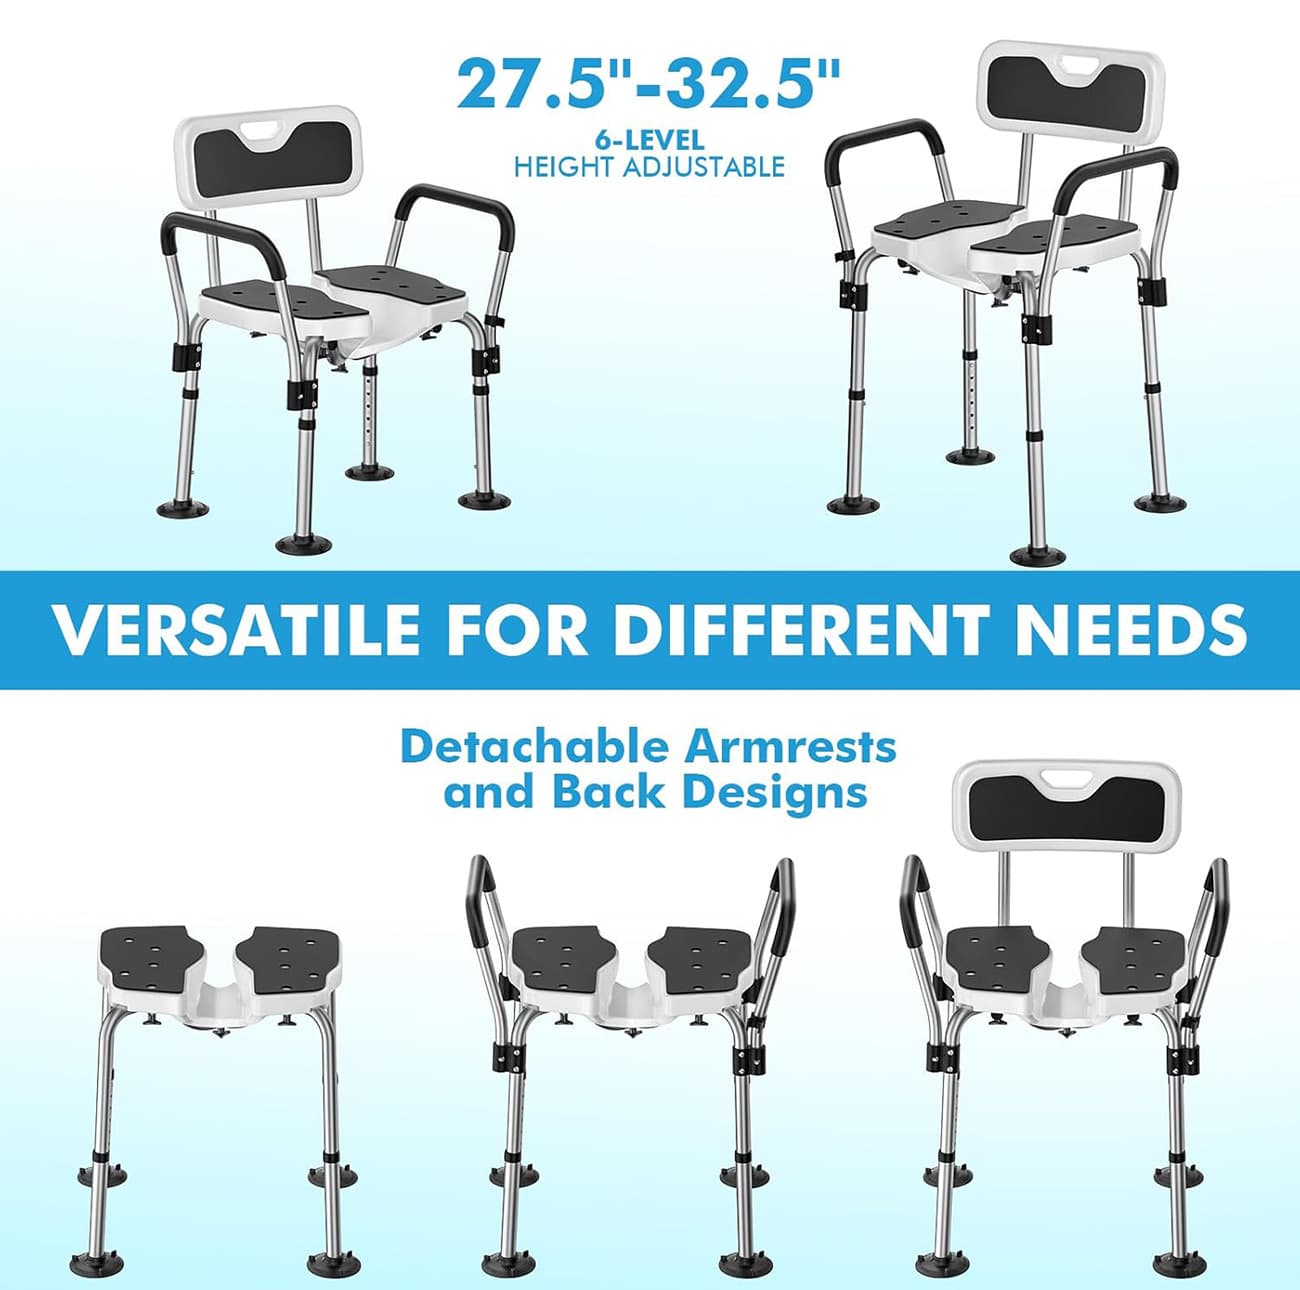 27.5"-32.5"
6-LEVEL
HEIGHT ADJUSTABLE
VERSATILE FOR DIFFERENT NEEDS
Detachable Armrests
and Back Designs